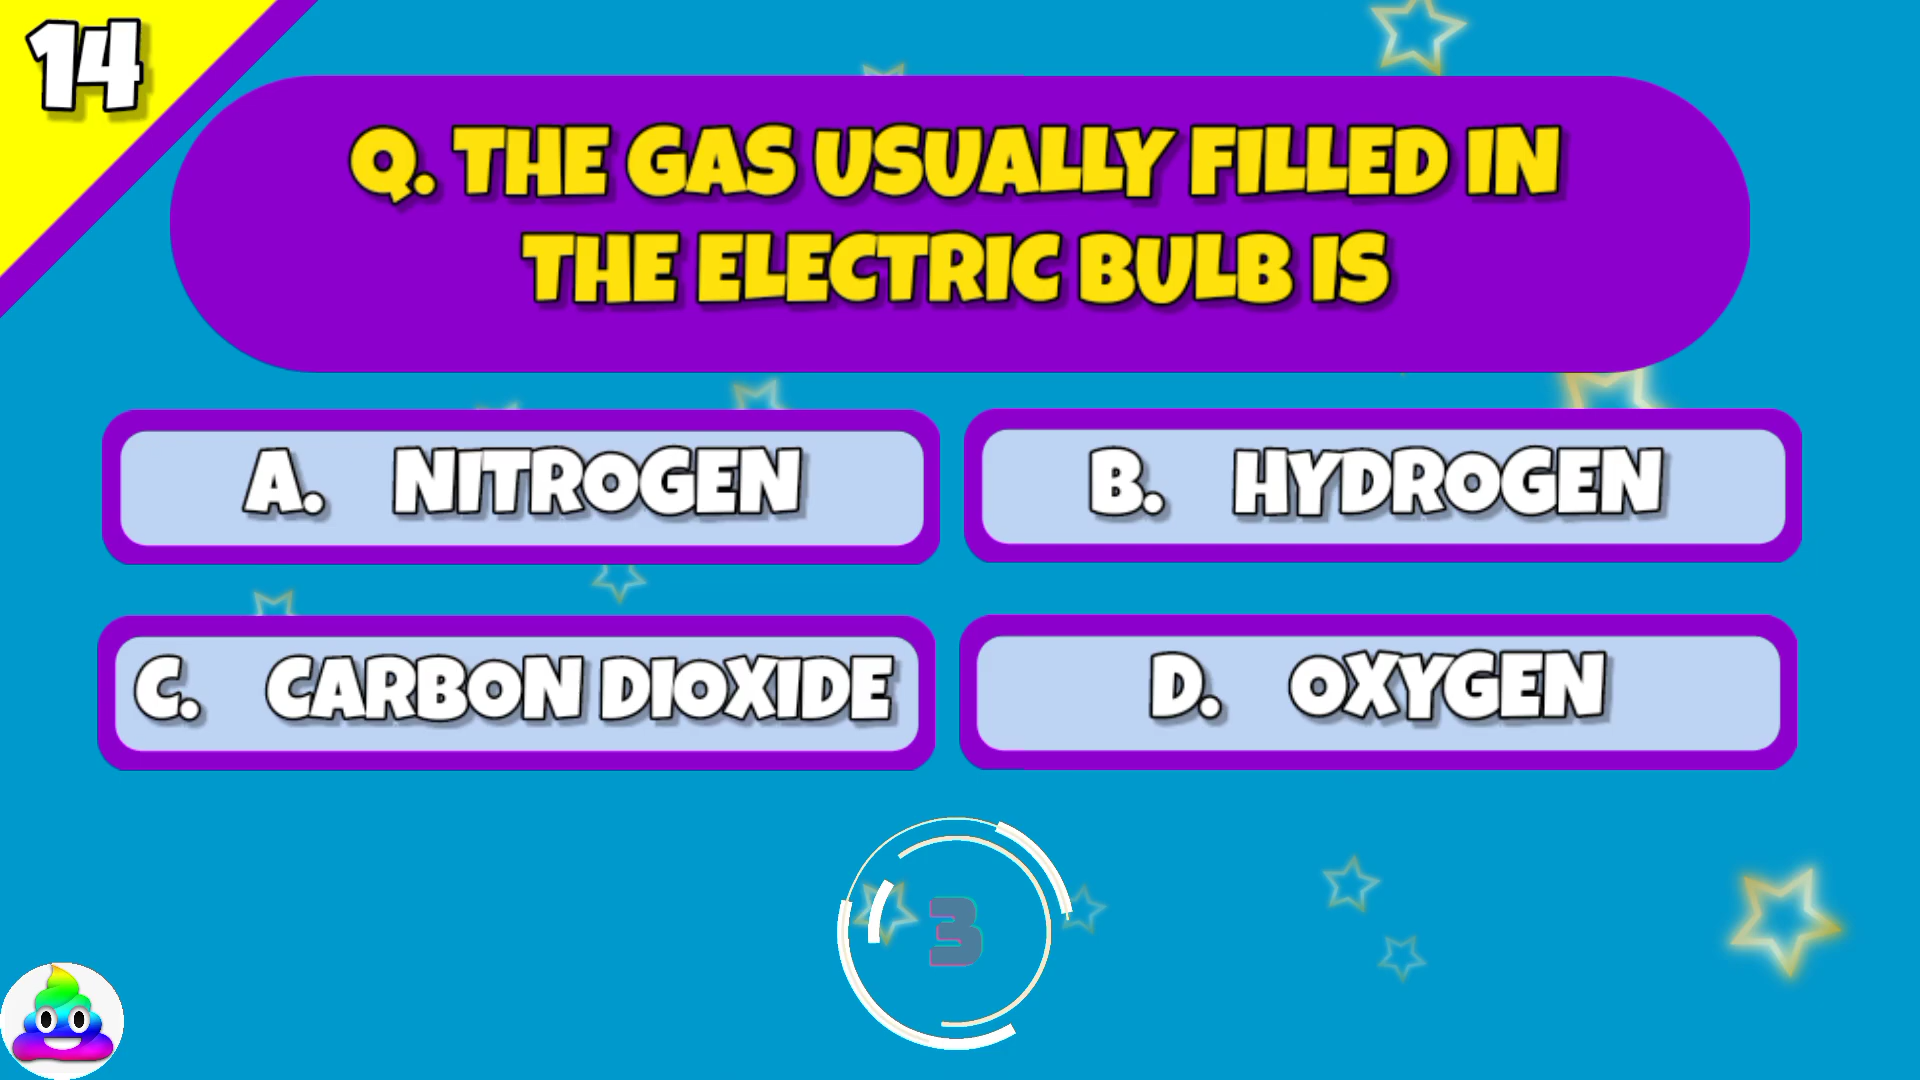 14
Q. THE GAS USUALLY FILLED IN
THE ELECTRIC BULB IS
A. NITROGEN
B. HYDROGEN
C. CARBON DIOXIDE
D. OXYGEN
3